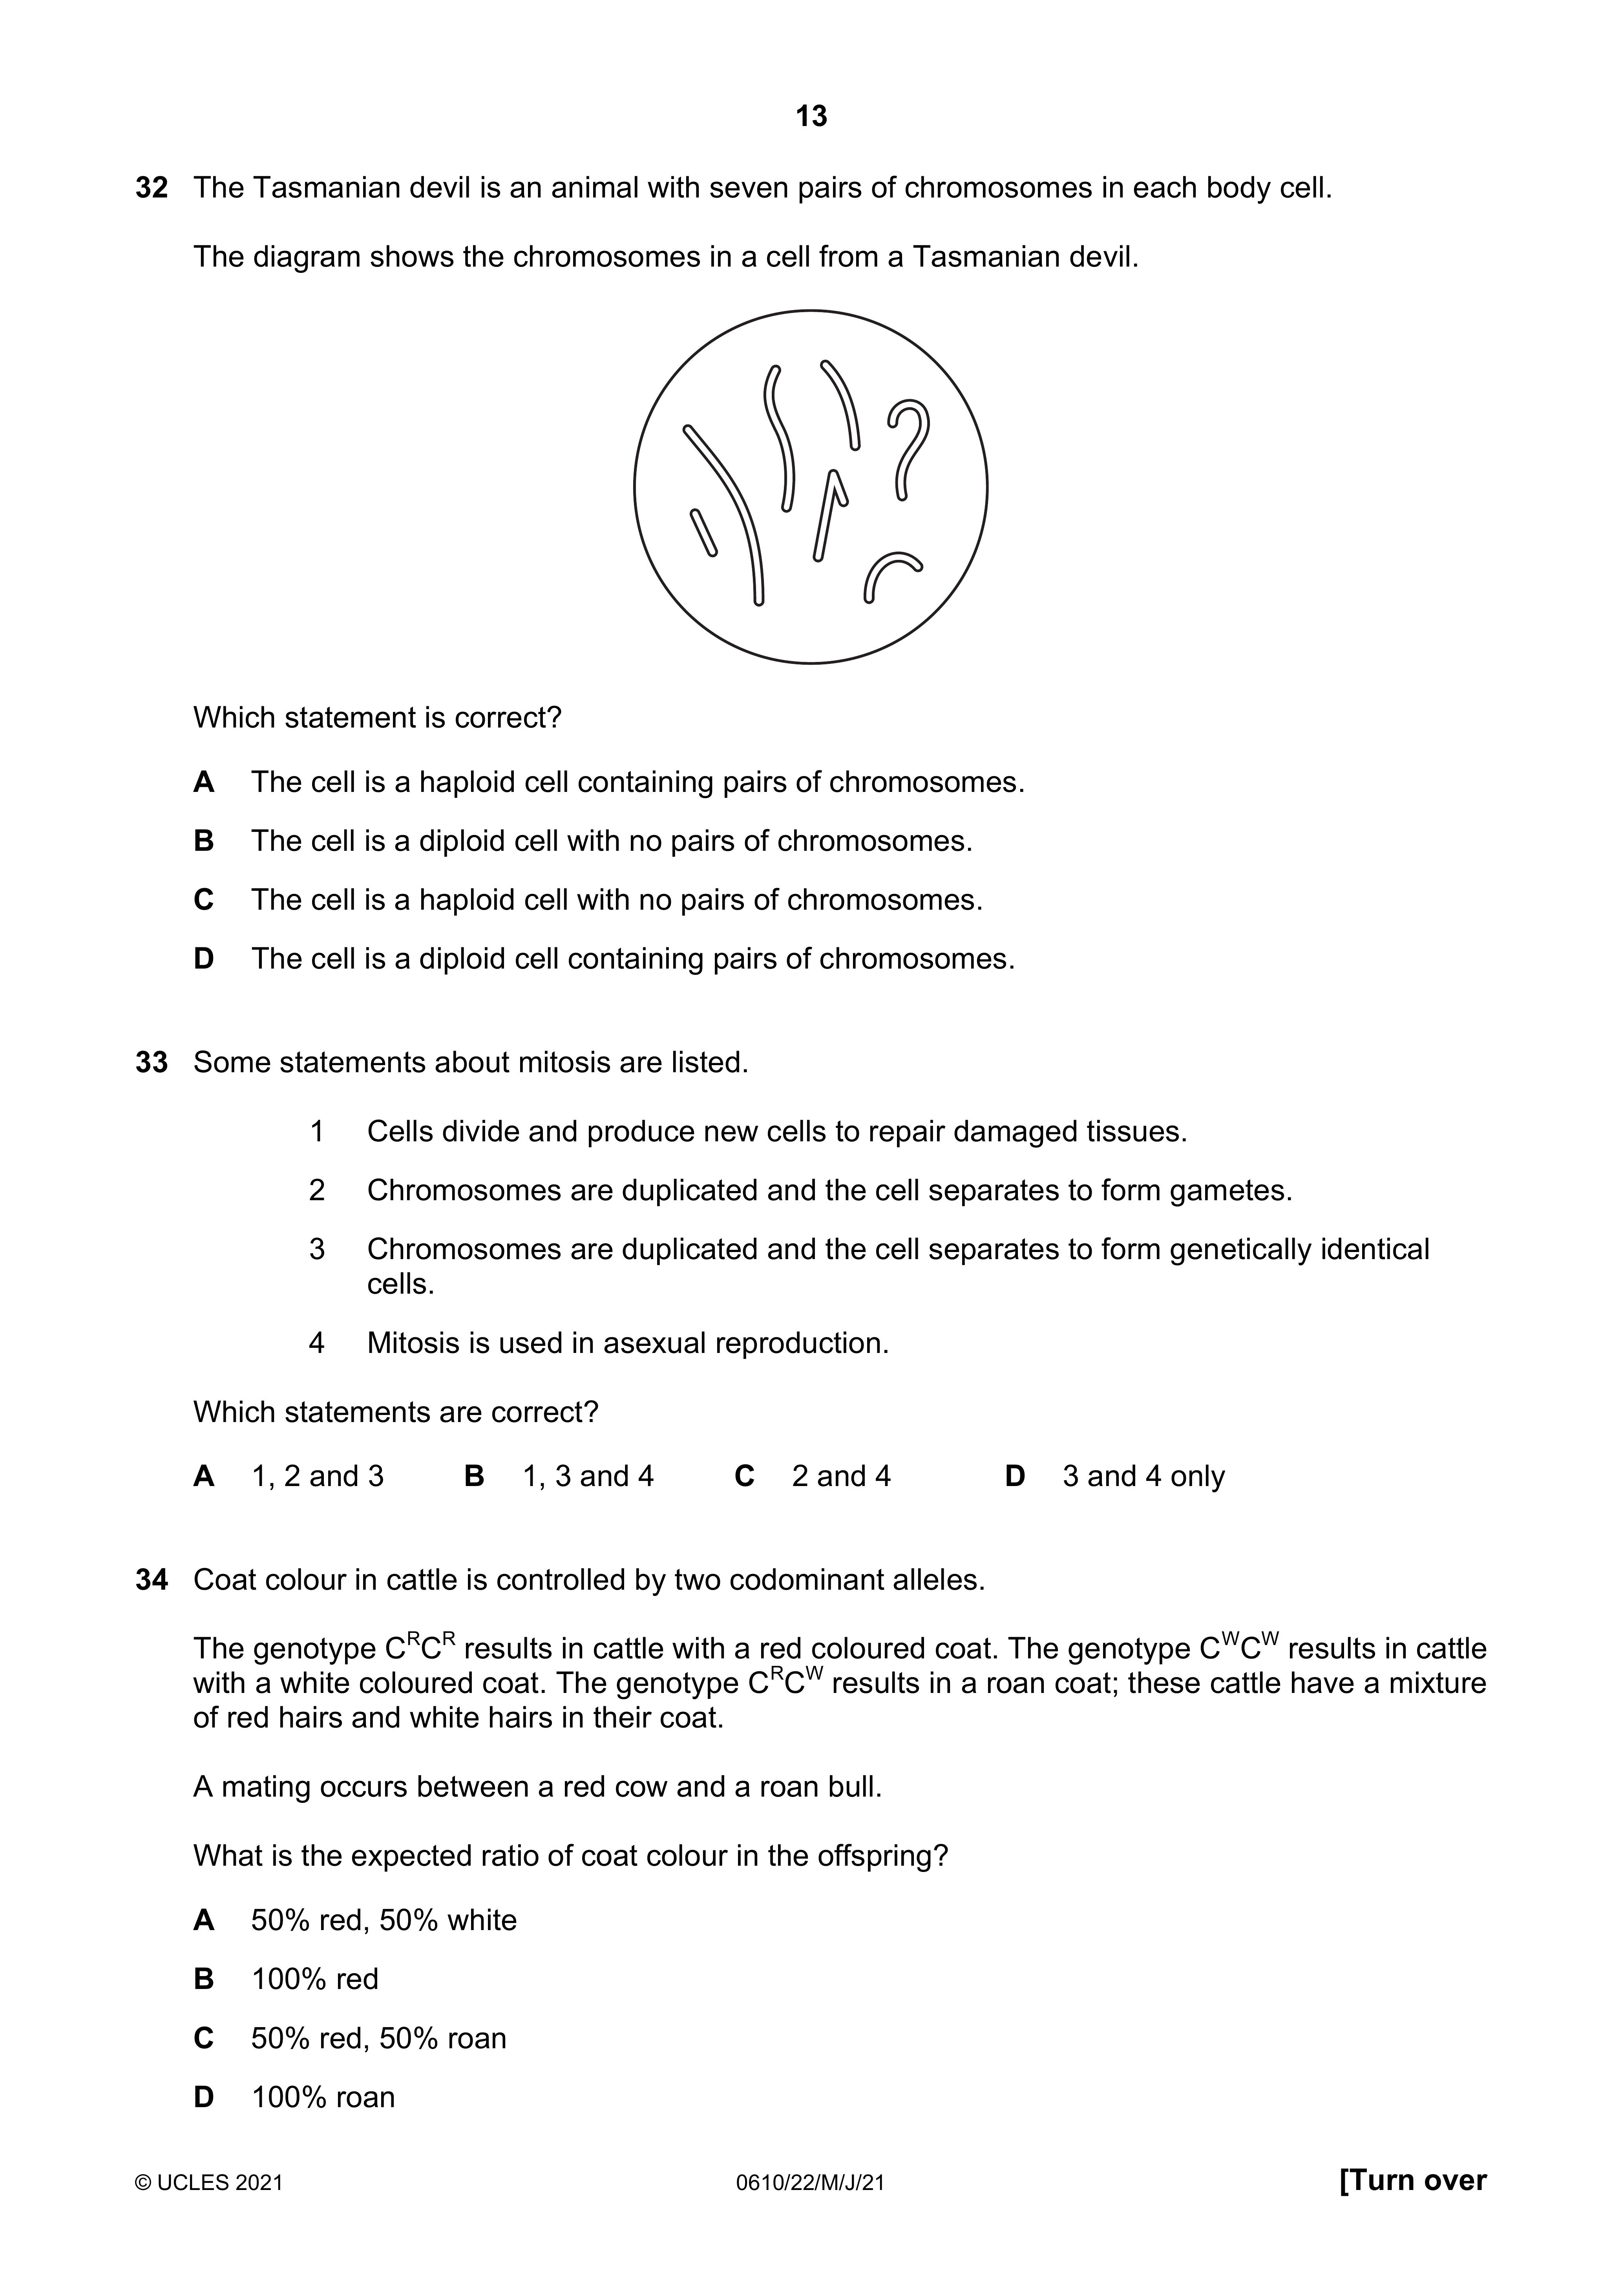 13
32 The Tasmanian devil is an animal with seven pairs of chromosomes in each body cell.
The diagram shows the chromosomes in a cell from a Tasmanian devil.
Which statement is correct?
A The cell is a haploid cell containing pairs of chromosomes.
B The cell is a diploid cell with no pairs of chromosomes.
C The cell is a haploid cell with no pairs of chromosomes.
D The cell is a diploid cell containing pairs of chromosomes.
33 Some statements about mitosis are listed.
1 Cells divide and produce new cells to repair damaged tissues.
2 Chromosomes are duplicated and the cell separates to form gametes.
3 Chromosomes are duplicated and the cell separates to form genetically identical
cells.
4 Mitosis is used in asexual reproduction.
Which statements are correct?
A 1, 2 and 3 B 1, 3 and 4 C 2 and 4 D 3 and 4 only
34 Coat colour in cattle is controlled by two codominant alleles.
The genotype CᴿCᴿ results in cattle with a red coloured coat. The genotype CᵂCᵂ results in cattle
with a white coloured coat. The genotype CᴿCᵂ results in a roan coat; these cattle have a mixture
of red hairs and white hairs in their coat.
A mating occurs between a red cow and a roan bull.
What is the expected ratio of coat colour in the offspring?
A 50% red, 50% white
B 100% red
C 50% red, 50% roan
D 100% roan
© UCLES 2021 0610/22/M/J/21 [Turn over